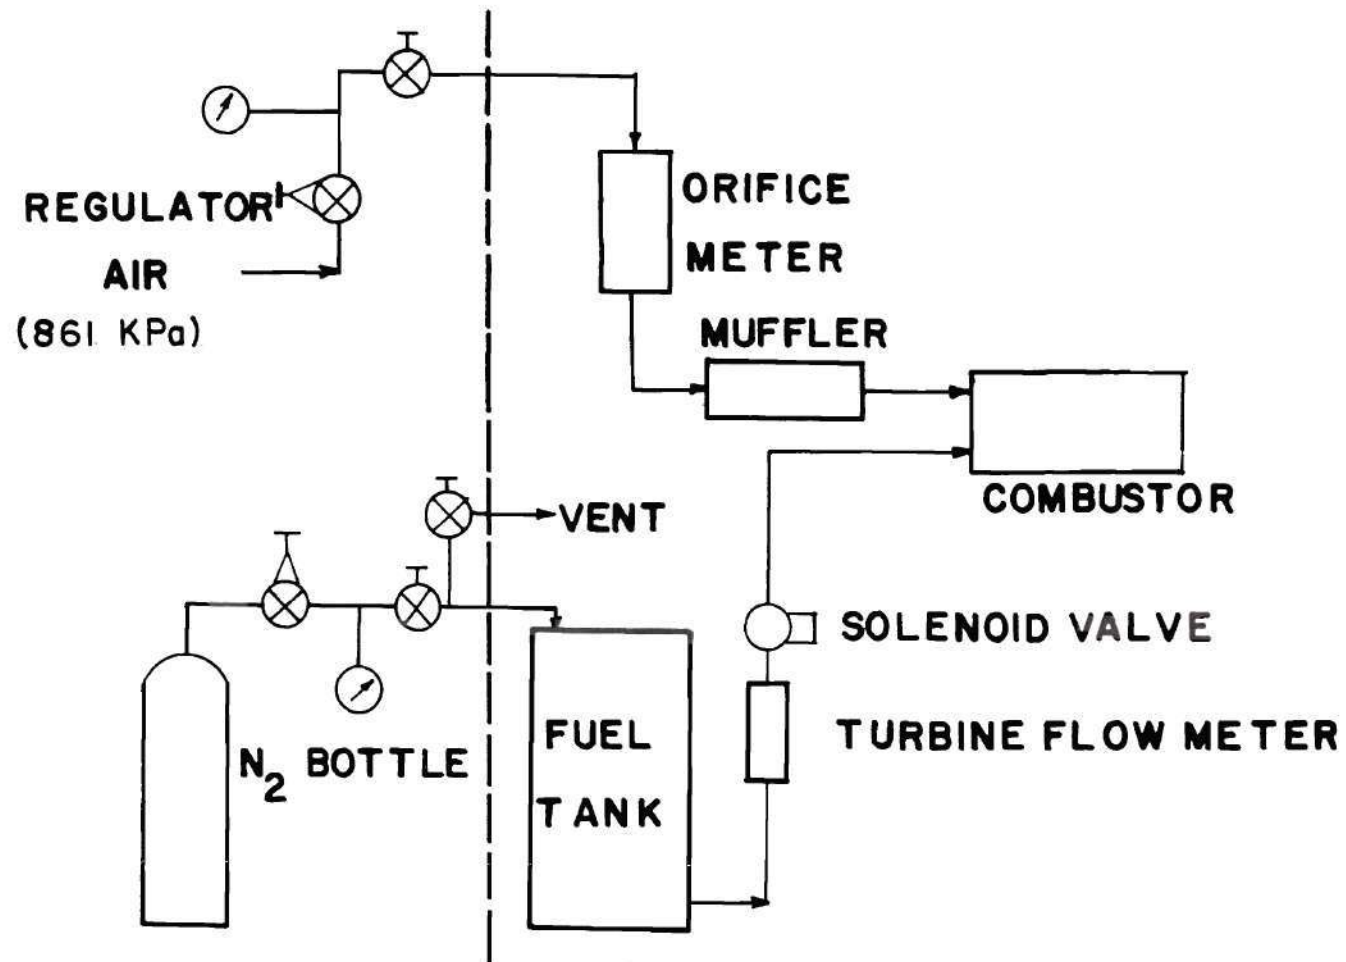 ORIFICE
METER
REGULATOR
AIR
(861 KPa)
MUFFLER
COMBUSTOR
VENT
SOLENOID VALVE
FUEL
TANK
TURBINE FLOW METER
N2 BOTTLE